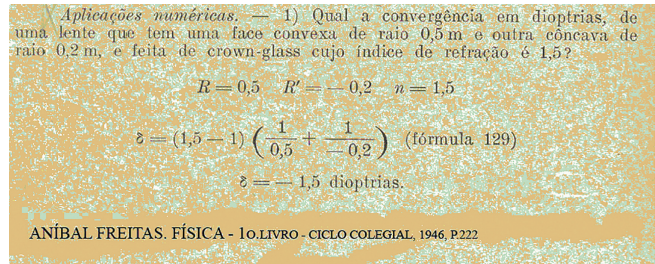 Aplicações numéricas. — 1) Qual a convergência em dioptrias, de
uma lente que tem uma face convexa de raio 0,5 m e outra côncava de
raio 0,2 m, e feita de crown-glass cujo índice de refração é 1,5?
R = 0,5 R' = — 0,2 n = 1,5
δ = (1,5 — 1) ( 1/0,5 + 1/— 0,2 ) (fórmula 129)
δ = — 1,5 dioptrias.
ANÍBAL FREITAS. FÍSICA - 1O.LIVRO - CICLO COLEGIAL, 1946, P.222